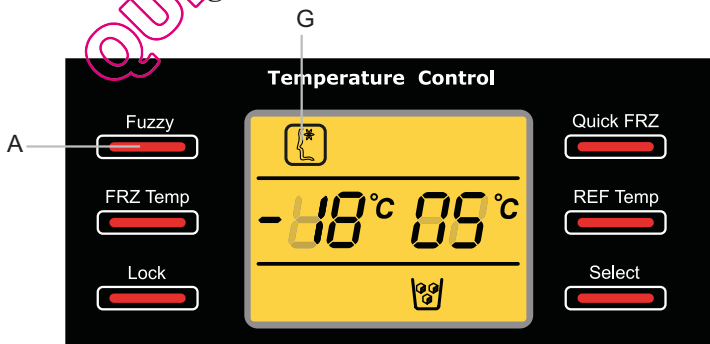 G
Temperature Control
A
Fuzzy
Quick FRZ
FRZ Temp
-18°C 05°C
REF Temp
Lock
Select